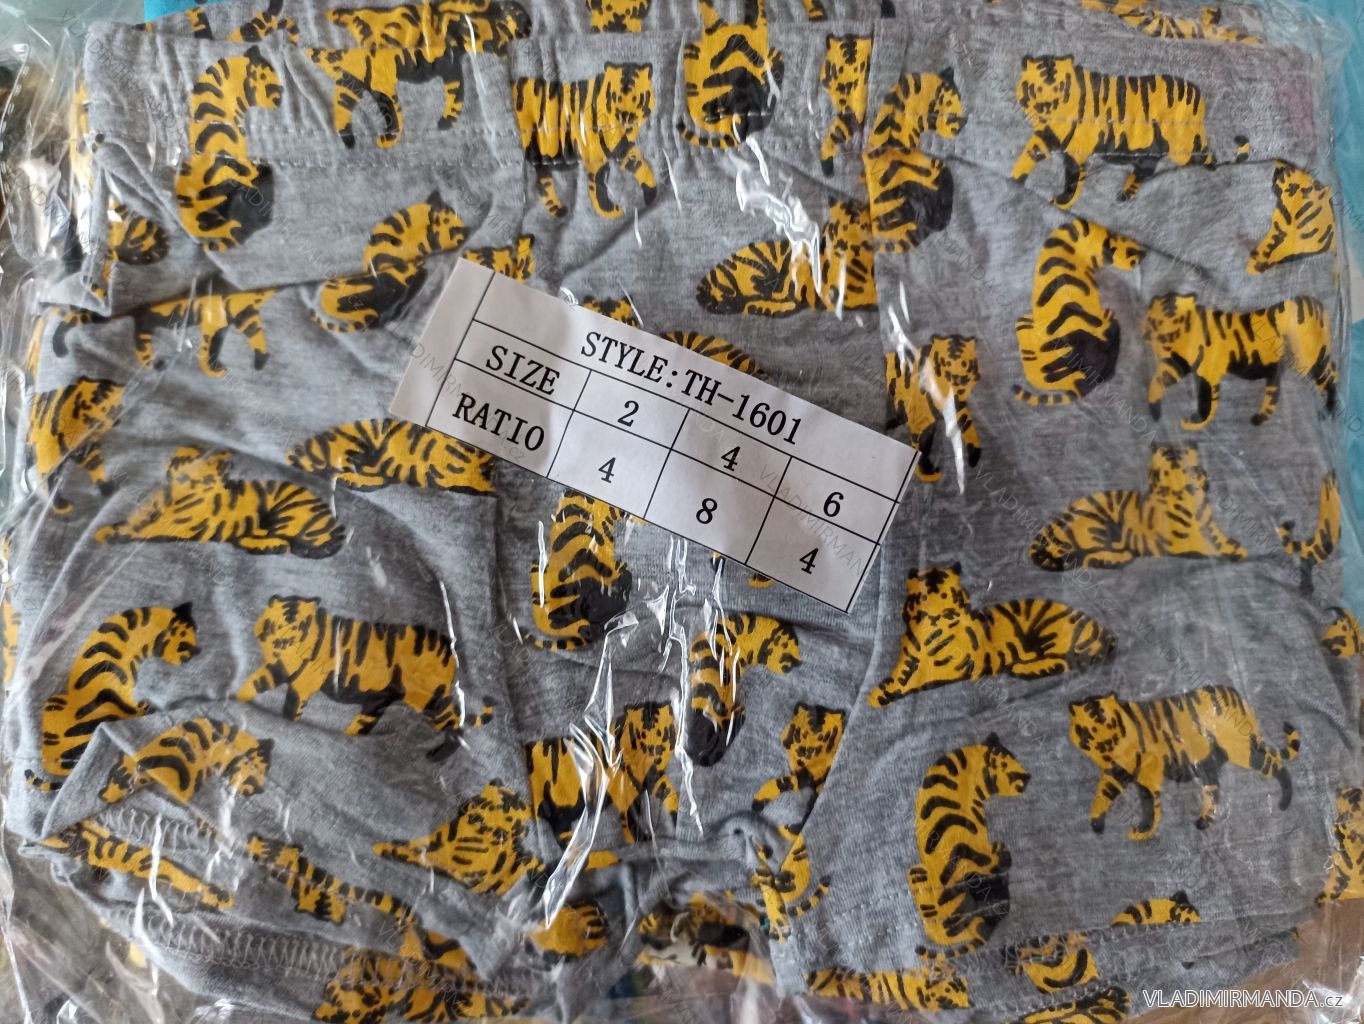 STYLE:TH-1601
SIZE 2 4 6
RATIO 4 8 4
VLADIMIRMANDA.cz